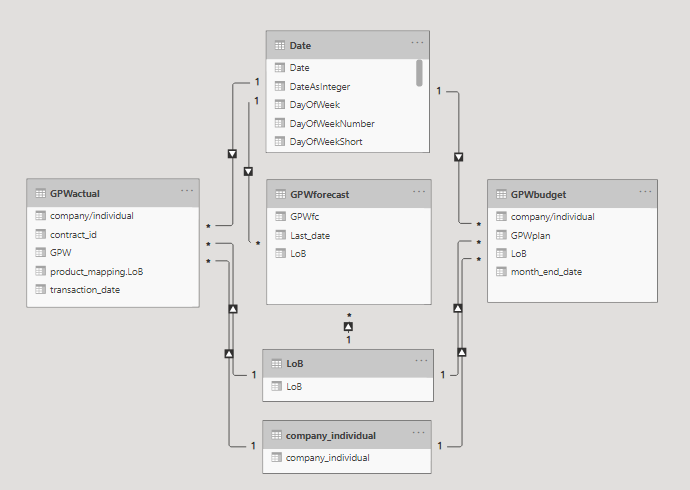 Date
Date
DateAsInteger
DayOfWeek
DayOfWeekNumber
DayOfWeekShort
1
1
1
GPWactual
company/individual
contract_id
GPW
product_mapping.LoB
transaction_date
*
*
*
GPWforecast
GPWfc
Last_date
LoB
*
*
GPWbudget
company/individual
GPWplan
LoB
month_end_date
*
*
*
1
LoB
LoB
1
1
company_individual
company_individual
1
1